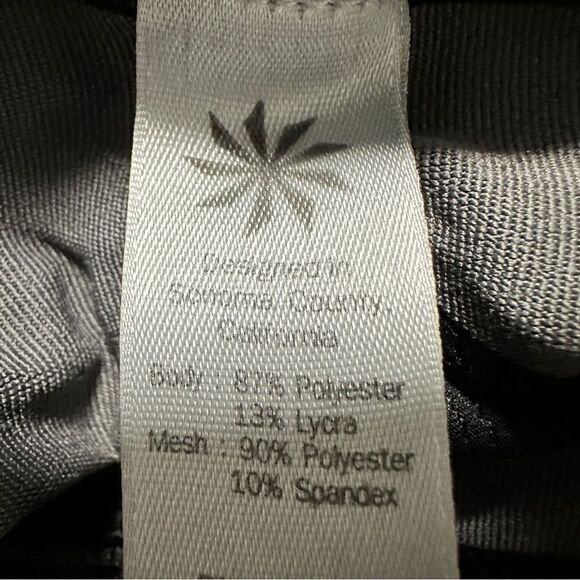 Designed in
Sonoma County,
California
Body : 87% Polyester
13% Lycra
Mesh : 90% Polyester
10% Spandex